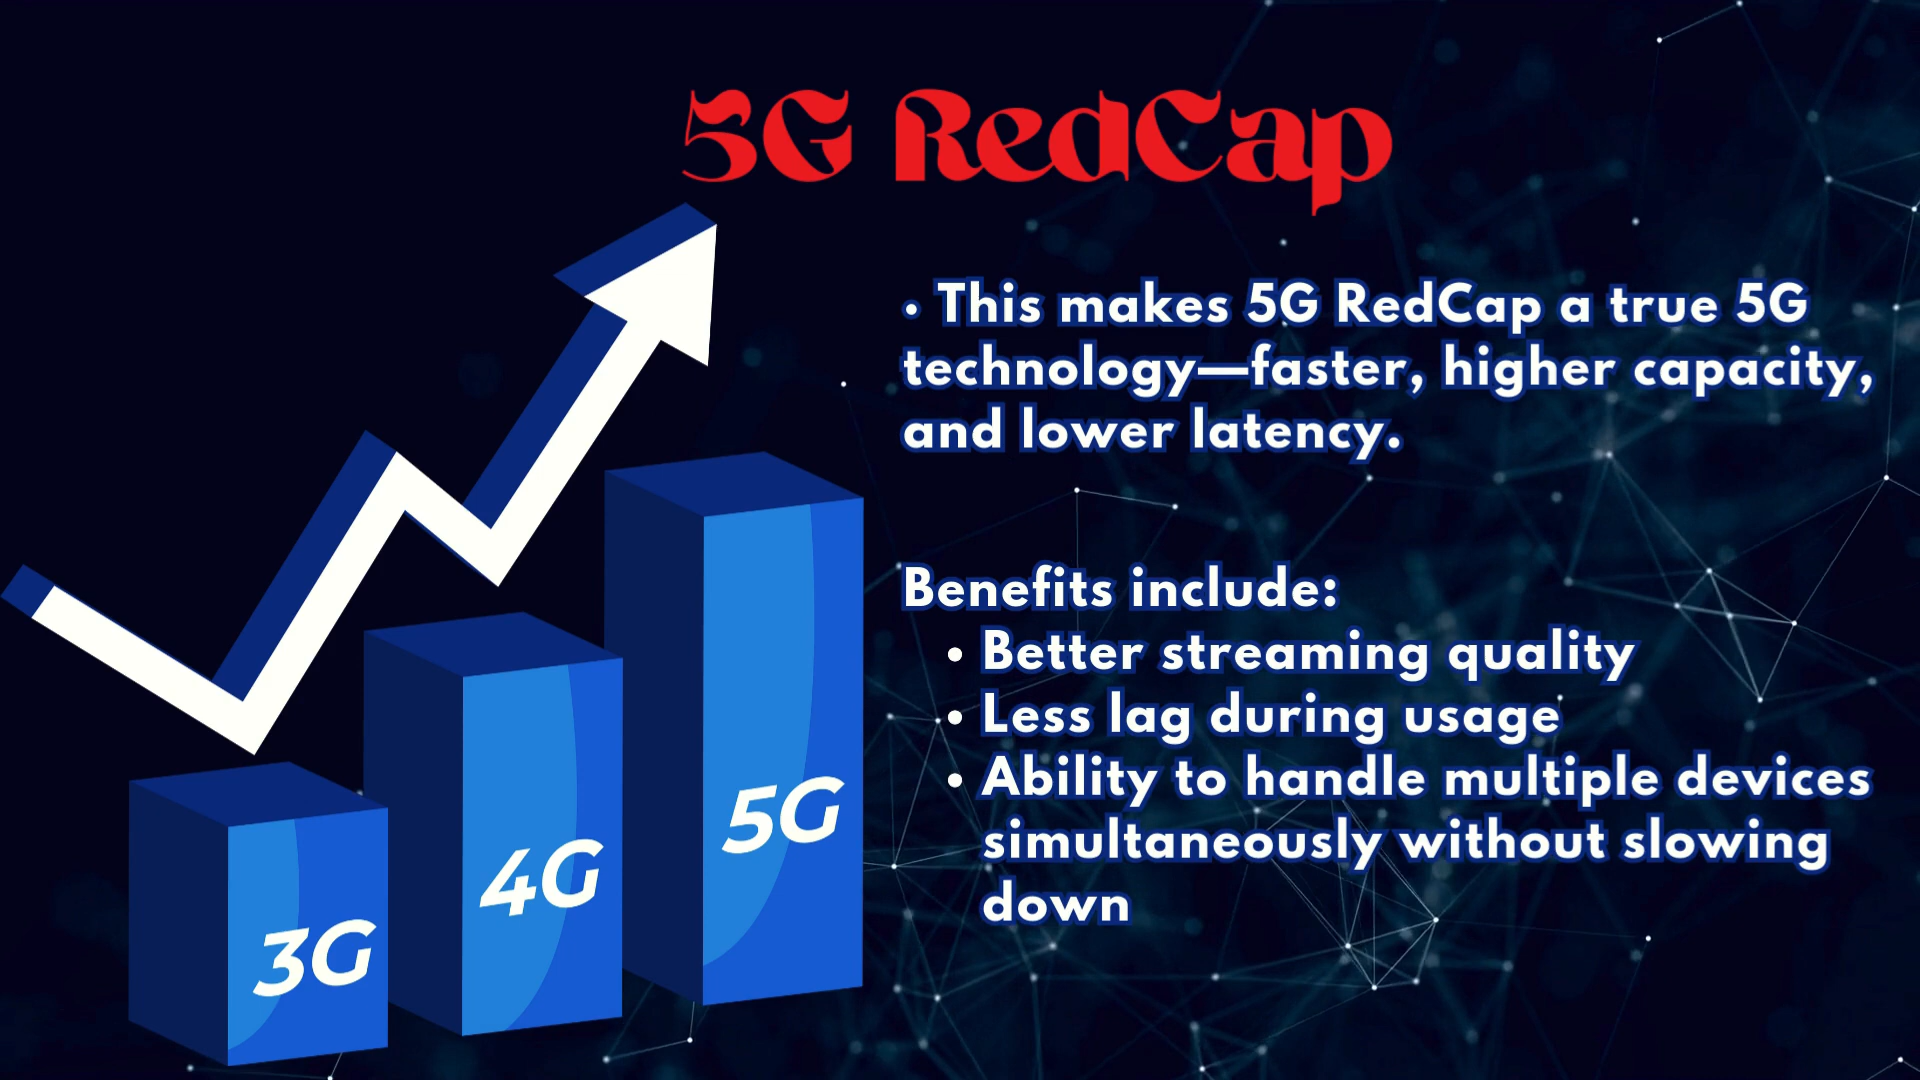 5G RedCap
• This makes 5G RedCap a true 5G
technology—faster, higher capacity,
and lower latency.
Benefits include:
• Better streaming quality
• Less lag during usage
• Ability to handle multiple devices
simultaneously without slowing
down
3G
4G
5G